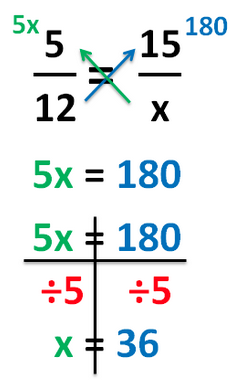 5x 5 = 15 180
12 x
5x = 180
5x = 180
÷5 ÷5
x = 36